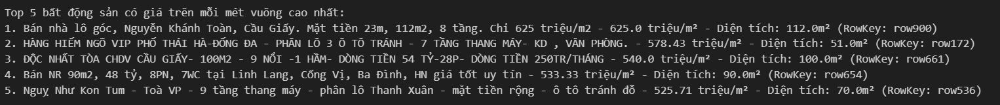 Top 5 bất động sản có giá trên mỗi mét vuông cao nhất:
1. Bán nhà lô góc, Nguyễn Khánh Toàn, Cầu Giấy. Mặt tiền 23m, 112m2, 8 tầng. Chỉ 625 triệu/m2 - 625.0 triệu/m² - Diện tích: 112.0m² (RowKey: row900)
2. HÀNG HIẾM NGÕ VIP PHỐ THÁI HÀ-ĐỐNG ĐA - PHÂN LÔ 3 Ô TÔ TRÁNH - 7 TẦNG THANG MÁY- KD , VĂN PHÒNG. - 578.43 triệu/m² - Diện tích: 51.0m² (RowKey: row172)
3. ĐỘC NHẤT TÒA CHDV CẦU GIẤY- 100M2 - 9 NỔI -1 HẦM- DÒNG TIỀN 54 TỶ-28P- DÒNG TIỀN 250TR/THÁNG - 540.0 triệu/m² - Diện tích: 100.0m² (RowKey: row661)
4. Bán NR 90m2, 48 tỷ, 8PN, 7WC tại Linh Lang, Cống Vị, Ba Đình, HN giá tốt uy tín - 533.33 triệu/m² - Diện tích: 90.0m² (RowKey: row654)
5. Nguỵ Như Kon Tum - Toà VP - 9 tầng thang máy - phân lô Thanh Xuân - mặt tiền rộng - ô tô tránh đỗ - 525.71 triệu/m² - Diện tích: 70.0m² (RowKey: row536)